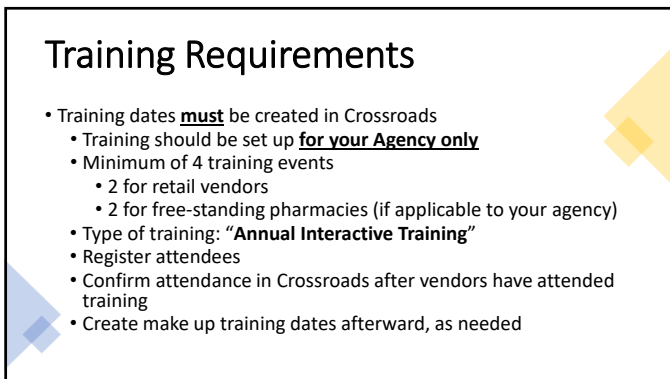 Training Requirements
• Training dates must be created in Crossroads
• Training should be set up for your Agency only
• Minimum of 4 training events
• 2 for retail vendors
• 2 for free-standing pharmacies (if applicable to your agency)
• Type of training: “Annual Interactive Training”
• Register attendees
• Confirm attendance in Crossroads after vendors have attended
training
• Create make up training dates afterward, as needed